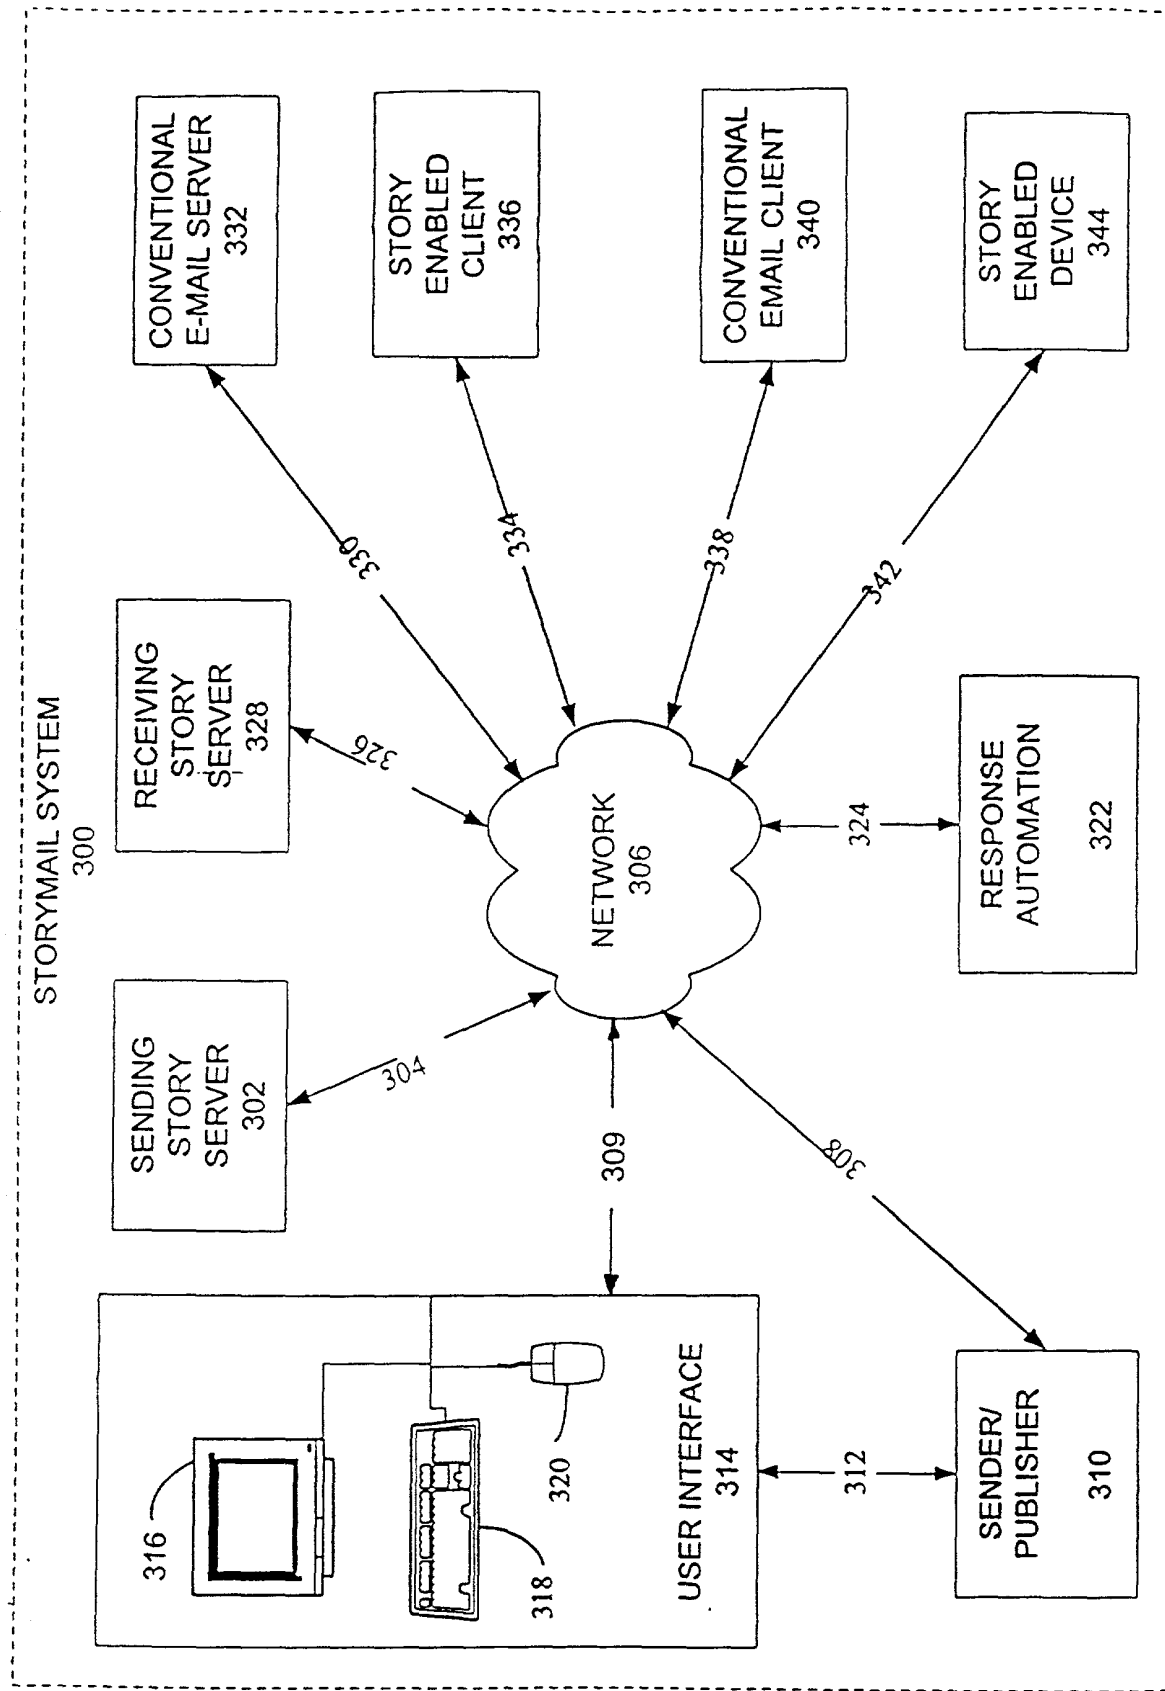 STORYMAIL SYSTEM
300
SENDING
STORY
SERVER
302
RECEIVING
STORY
SERVER
328
CONVENTIONAL
E-MAIL SERVER
332
STORY
ENABLED
CLIENT
336
CONVENTIONAL
EMAIL CLIENT
340
STORY
ENABLED
DEVICE
344
304
326
330
334
338
342
NETWORK
306
309
308
324
316
318
320
USER INTERFACE
314
312
SENDER/
PUBLISHER
310
RESPONSE
AUTOMATION
322